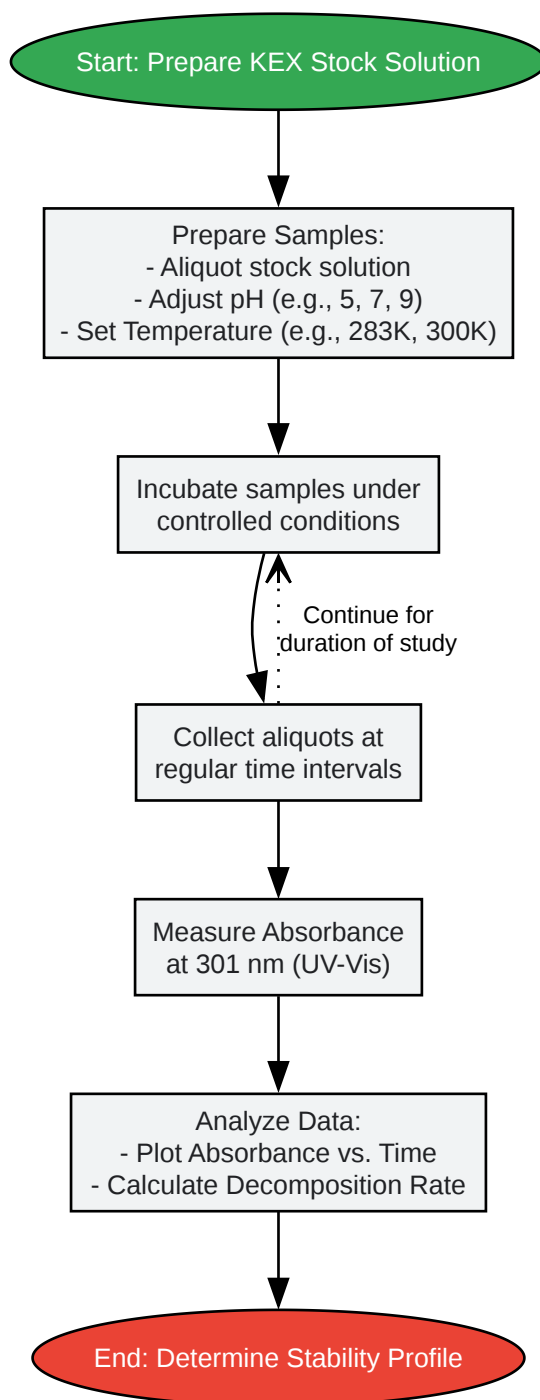 Start: Prepare KEX Stock Solution
Prepare Samples:
- Aliquot stock solution
- Adjust pH (e.g., 5, 7, 9)
- Set Temperature (e.g., 283K, 300K)
Incubate samples under
controlled conditions
Continue for
duration of study
Collect aliquots at
regular time intervals
Measure Absorbance
at 301 nm (UV-Vis)
Analyze Data:
- Plot Absorbance vs. Time
- Calculate Decomposition Rate
End: Determine Stability Profile